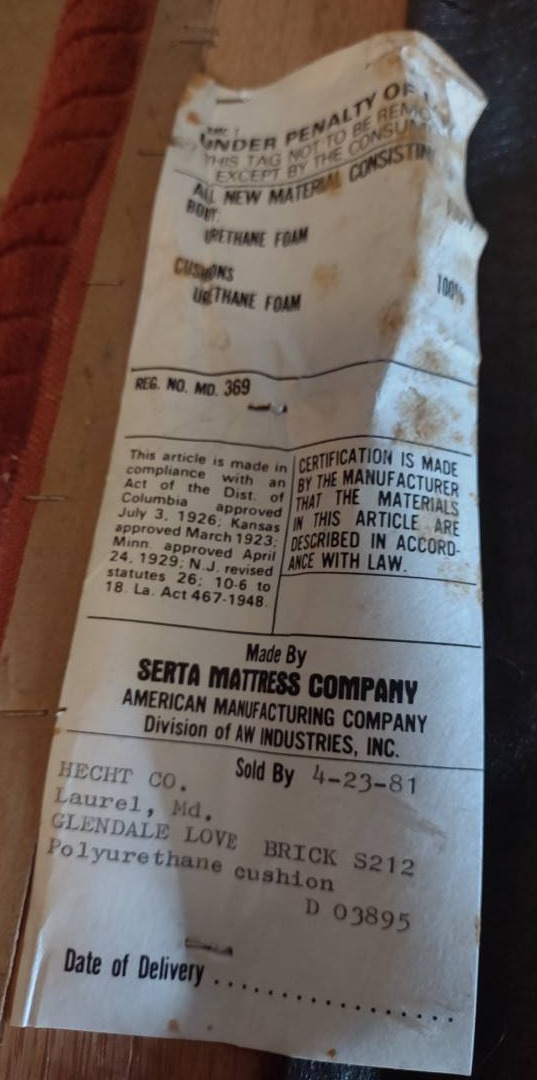 UNDER PENALTY OF
THIS TAG NOT TO BE
EXCEPT BY THE
ALL NEW MATERIAL
BODY:
URETHANE FOAM
CUSHIONS
URETHANE FOAM 100%
REG. NO. MD. 369
This article is made in
compliance with an
Act of the Dist. of
Columbia approved
July 3, 1926; Kansas
approved March 1923;
Minn. approved April
24, 1929; N.J. revised
statutes 26; 10-6 to
18. La. Act 467-1948.
CERTIFICATION IS MADE
BY THE MANUFACTURER
THAT THE MATERIALS
IN THIS ARTICLE ARE
DESCRIBED IN ACCORD-
ANCE WITH LAW.
Made By
SERTA MATTRESS COMPANY
AMERICAN MANUFACTURING COMPANY
Division of AW INDUSTRIES, INC.
Sold By 4-23-81
HECHT CO.
Laurel, Md.
GLENDALE LOVE BRICK S212
Polyurethane cushion
D 03895
Date of Delivery ..................